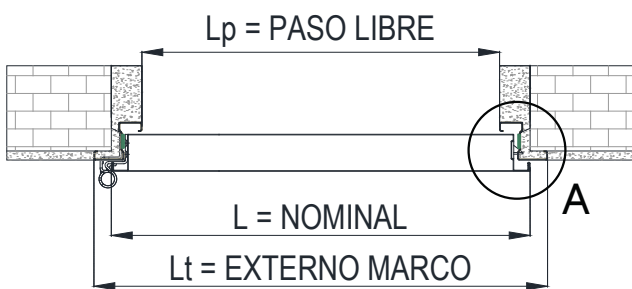 Lp = PASO LIBRE
A
L = NOMINAL
Lt = EXTERNO MARCO